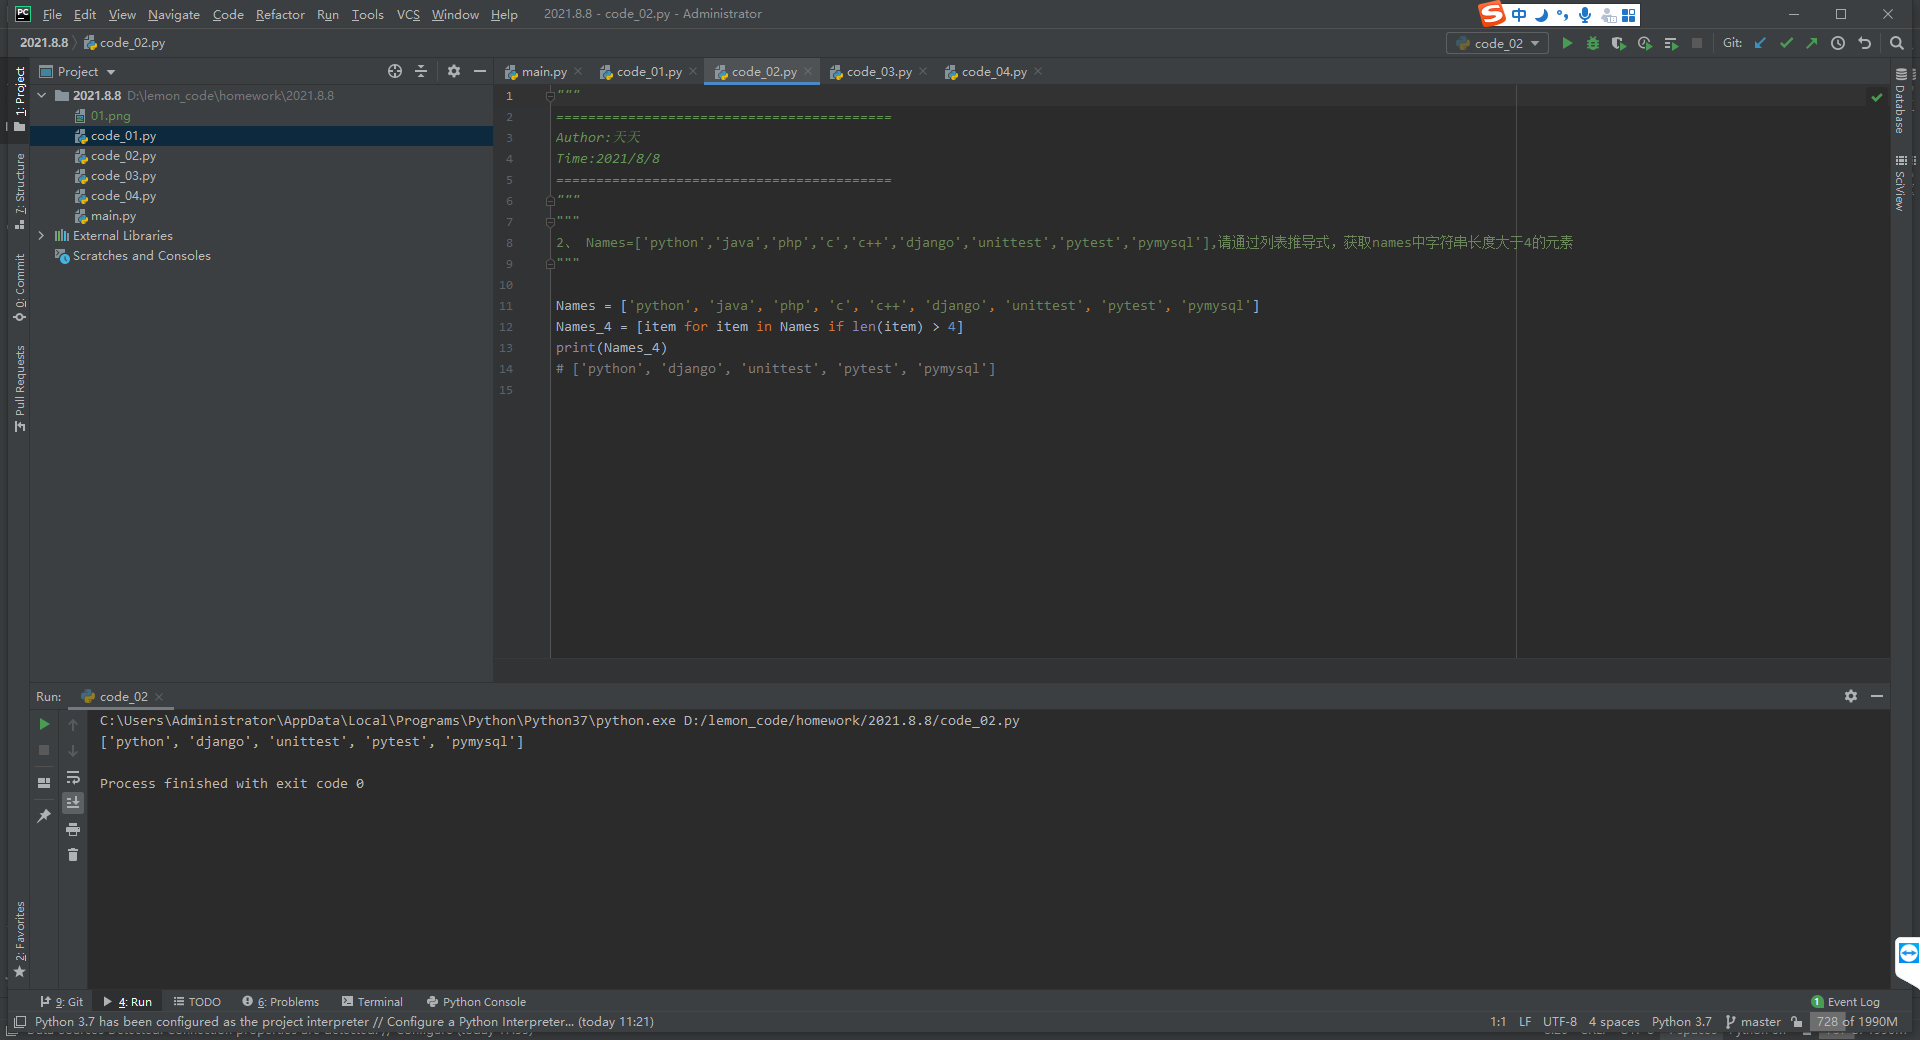 File Edit View Navigate Code Refactor Run Tools VCS Window Help 2021.8.8 - code_02.py - Administrator
中
2021.8.8 code_02.py
code_02
Git:
Project
main.py code_01.py code_02.py code_03.py code_04.py
2021.8.8 D:\lemon_code\homework\2021.8.8
01.png
code_01.py
code_02.py
code_03.py
code_04.py
main.py
External Libraries
Scratches and Consoles
1: Project
7: Structure
0: Commit
Pull Requests
2: Favorites
Database
SciView
1 """
2 ==========================================
3 Author:天天
4 Time:2021/8/8
5 ==========================================
6 """
7 """
8 2、 Names=['python','java','php','c','c++','django','unittest','pytest','pymysql'],请通过列表推导式，获取names中字符串长度大于4的元素
9 """
10
11 Names = ['python', 'java', 'php', 'c', 'c++', 'django', 'unittest', 'pytest', 'pymysql']
12 Names_4 = [item for item in Names if len(item) > 4]
13 print(Names_4)
14 # ['python', 'django', 'unittest', 'pytest', 'pymysql']
15
Run: code_02
C:\Users\Administrator\AppData\Local\Programs\Python\Python37\python.exe D:/lemon_code/homework/2021.8.8/code_02.py
['python', 'django', 'unittest', 'pytest', 'pymysql']
Process finished with exit code 0
9: Git 4: Run TODO 6: Problems Terminal Python Console
1 Event Log
Python 3.7 has been configured as the project interpreter // Configure a Python Interpreter... (today 11:21)
1:1 LF UTF-8 4 spaces Python 3.7 master 728 of 1990M